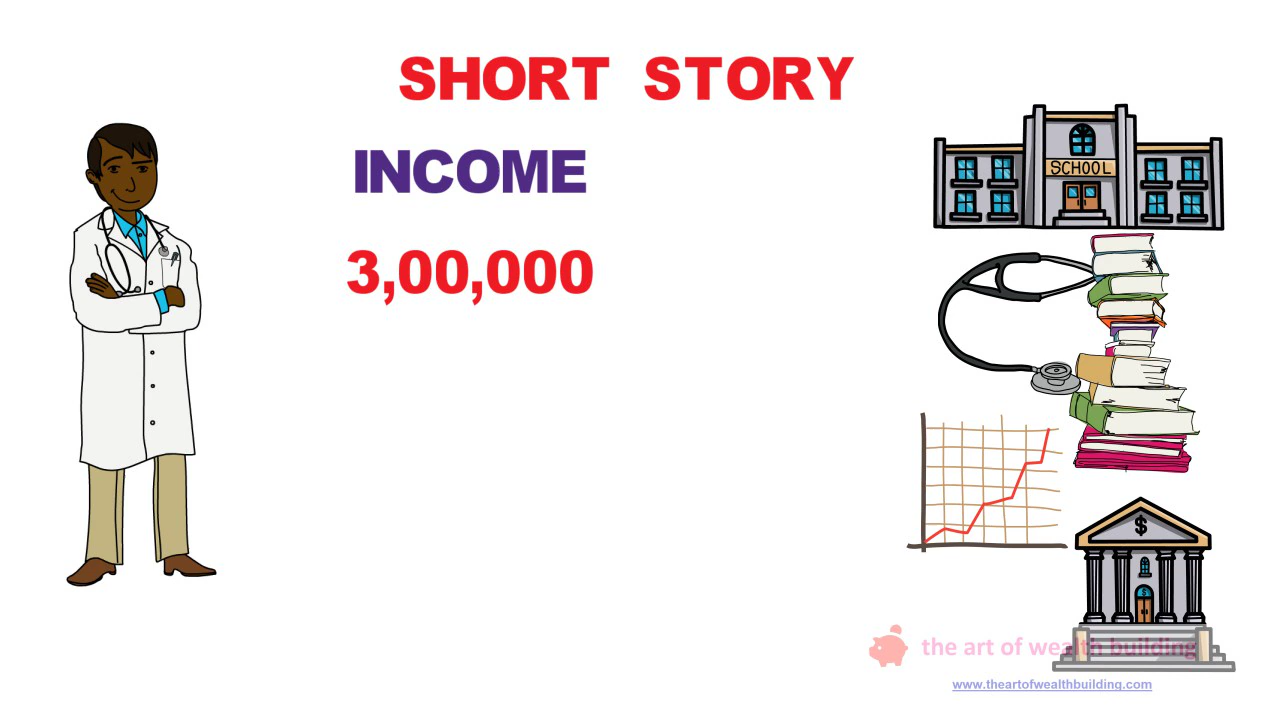 SHORT STORY
INCOME
3,00,000
SCHOOL
$
$
the art of wealth building
www.theartofwealthbuilding.com